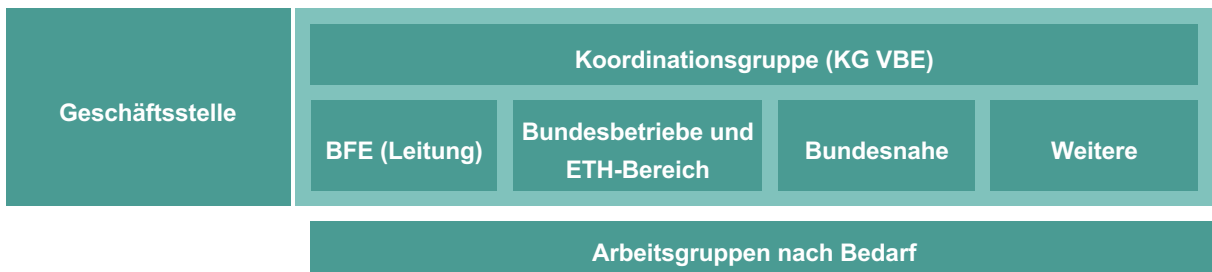 Geschäftsstelle
Koordinationsgruppe (KG VBE)
BFE (Leitung)
Bundesbetriebe und
ETH-Bereich
Bundesnahe
Weitere
Arbeitsgruppen nach Bedarf